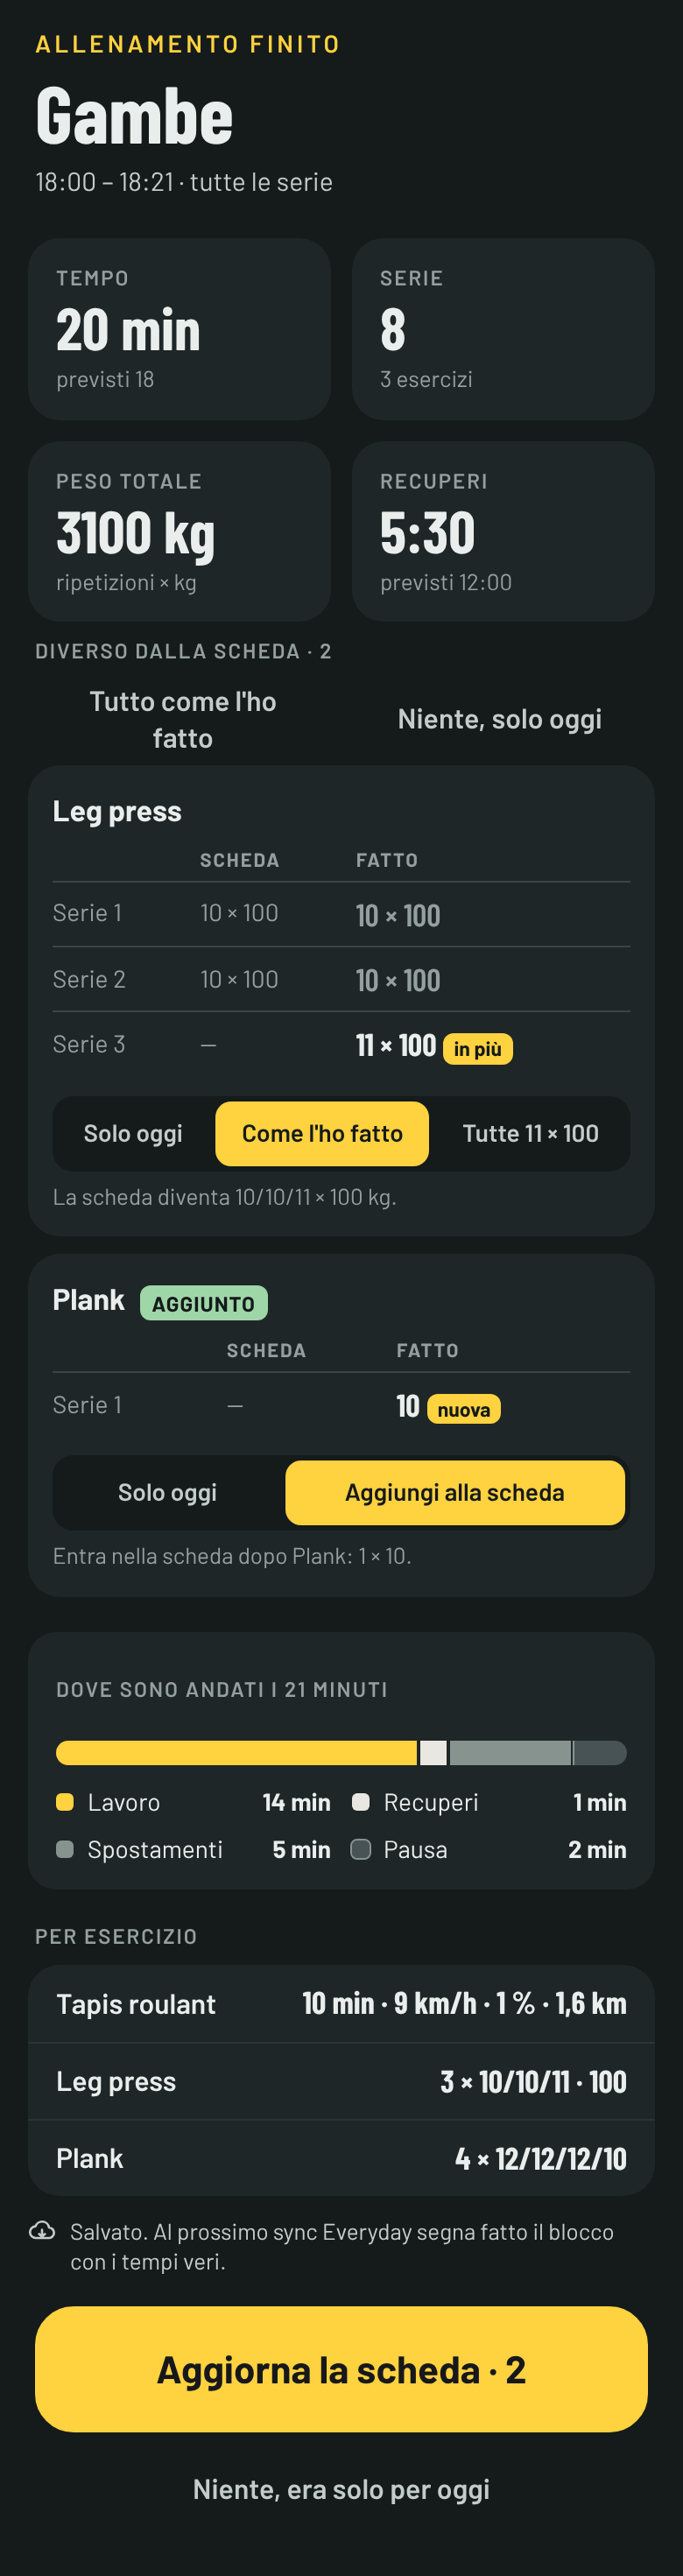 ALLENAMENTO FINITO
Gambe
18:00 – 18:21 · tutte le serie
TEMPO
20 min
previsti 18
SERIE
8
3 esercizi
PESO TOTALE
3100 kg
ripetizioni × kg
RECUPERI
5:30
previsti 12:00
DIVERSO DALLA SCHEDA · 2
Tutto come l'ho
fatto
Niente, solo oggi
Leg press
SCHEDA FATTO
Serie 1 10 × 100 10 × 100
Serie 2 10 × 100 10 × 100
Serie 3 — 11 × 100 in più
Solo oggi Come l'ho fatto Tutte 11 × 100
La scheda diventa 10/10/11 × 100 kg.
Plank AGGIUNTO
SCHEDA FATTO
Serie 1 — 10 nuova
Solo oggi Aggiungi alla scheda
Entra nella scheda dopo Plank: 1 × 10.
DOVE SONO ANDATI I 21 MINUTI
Lavoro 14 min Recuperi 1 min
Spostamenti 5 min Pausa 2 min
PER ESERCIZIO
Tapis roulant 10 min · 9 km/h · 1 % · 1,6 km
Leg press 3 × 10/10/11 · 100
Plank 4 × 12/12/12/10
Salvato. Al prossimo sync Everyday segna fatto il blocco
con i tempi veri.
Aggiorna la scheda · 2
Niente, era solo per oggi